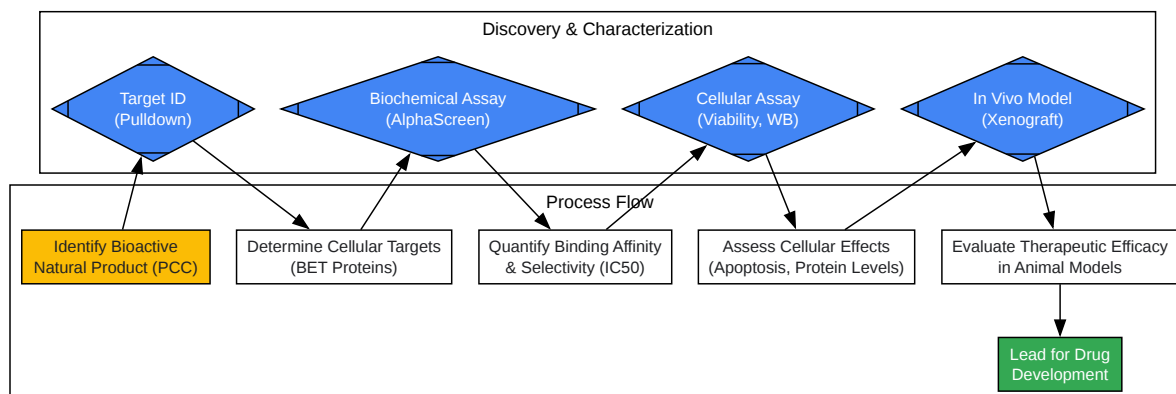 Discovery & Characterization
Target ID
(Pulldown)
Biochemical Assay
(AlphaScreen)
Cellular Assay
(Viability, WB)
In Vivo Model
(Xenograft)
Process Flow
Identify Bioactive
Natural Product (PCC)
Determine Cellular Targets
(BET Proteins)
Quantify Binding Affinity
& Selectivity (IC50)
Assess Cellular Effects
(Apoptosis, Protein Levels)
Evaluate Therapeutic Efficacy
in Animal Models
Lead for Drug
Development